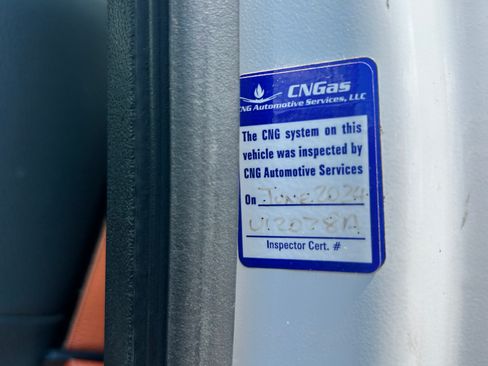 CNGas
CNG Automotive Services, LLC
The CNG system on this
vehicle was inspected by
CNG Automotive Services
On June 2024
Inspector Cert. #